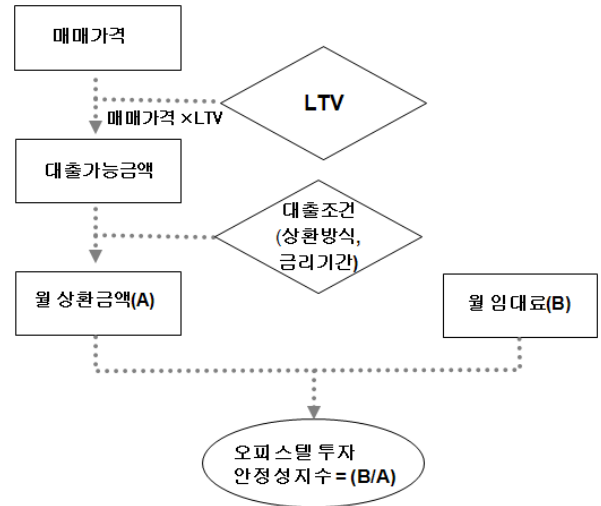 매매가격
LTV
매매가격 ×LTV
대출가능금액
대출조건
(상환방식,
금리기간)
월 상환금액(A)
월 임대료(B)
오피스텔 투자
안정성지수 = (B/A)